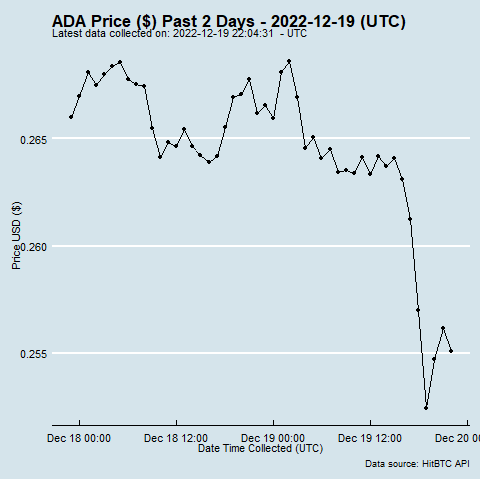 ADA Price ($) Past 2 Days - 2022-12-19 (UTC)
Latest data collected on: 2022-12-19 22:04:31 - UTC
Price USD ($)
0.265
0.260
0.255
Dec 18 00:00 Dec 18 12:00 Dec 19 00:00 Dec 19 12:00 Dec 20 00
Date Time Collected (UTC)
Data source: HitBTC API